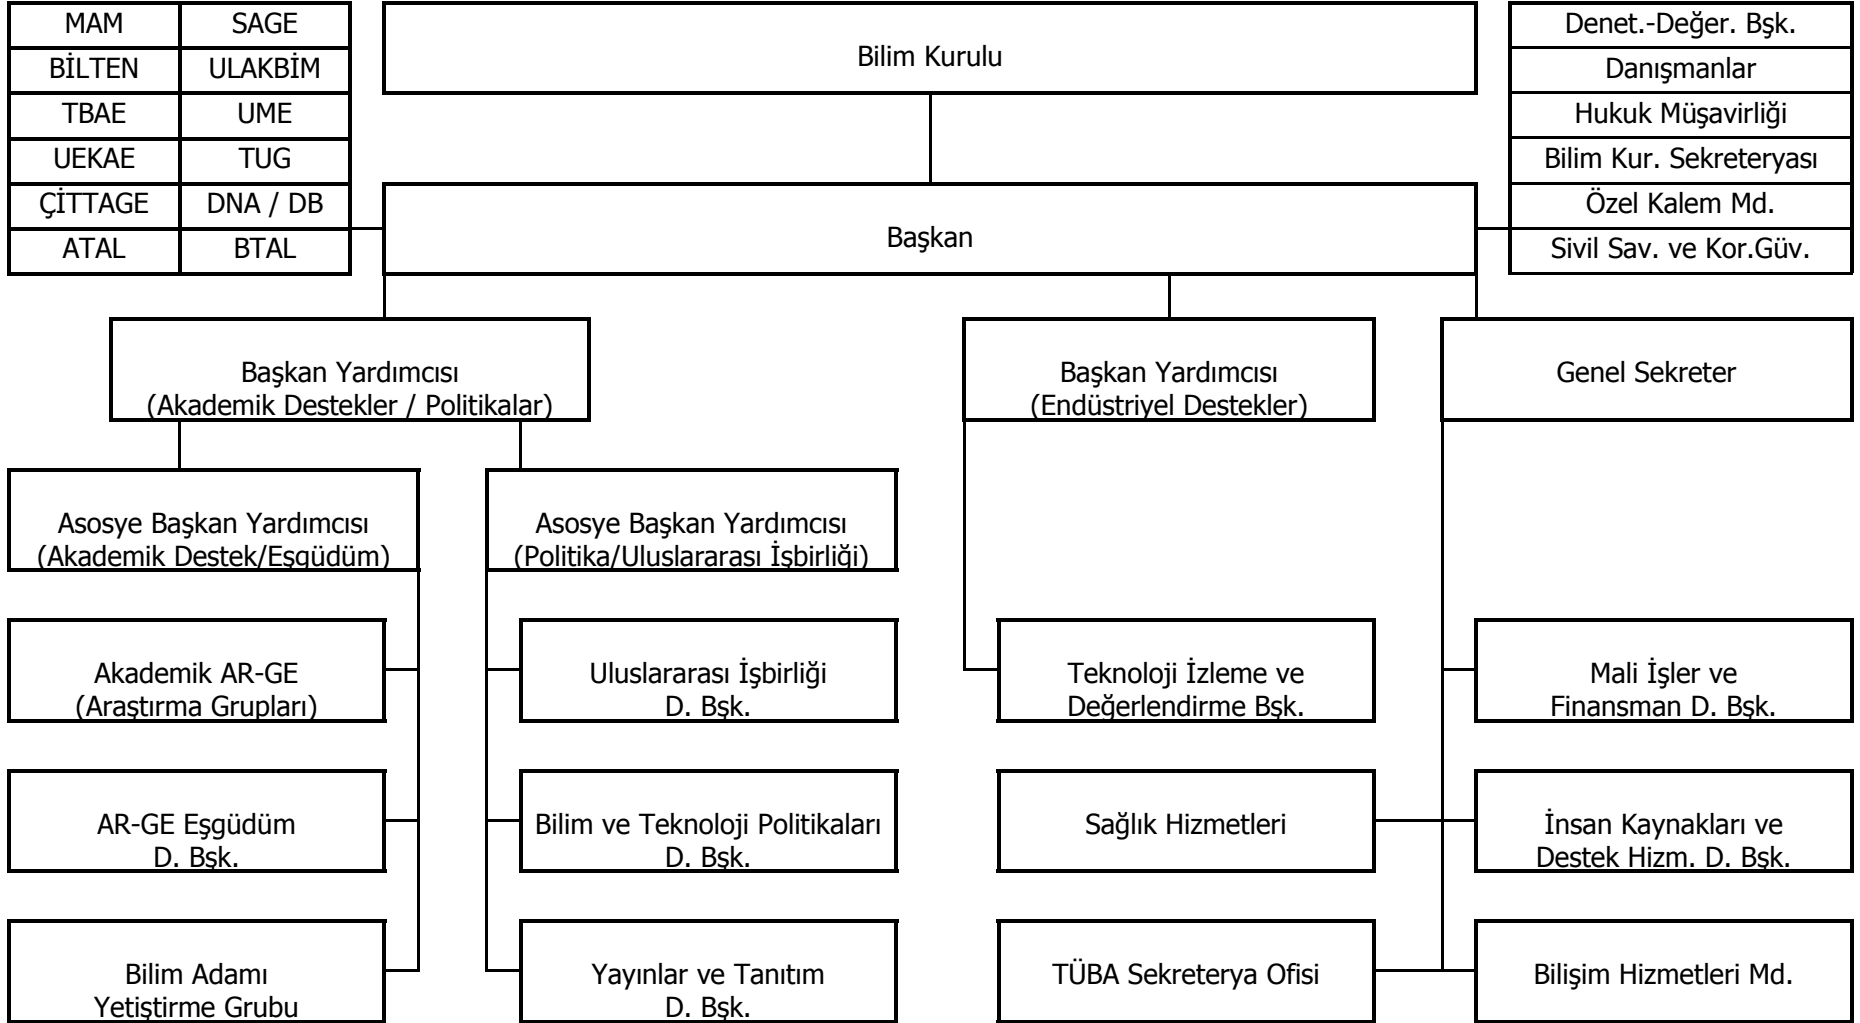 MAM SAGE
BİLTEN ULAKBİM
TBAE UME
UEKAE TUG
ÇİTTAGE DNA / DB
ATAL BTAL
Bilim Kurulu
Denet.-Değer. Bşk.
Danışmanlar
Hukuk Müşavirliği
Bilim Kur. Sekreteryası
Özel Kalem Md.
Sivil Sav. ve Kor.Güv.
Başkan
Başkan Yardımcısı
(Akademik Destekler / Politikalar)
Başkan Yardımcısı
(Endüstriyel Destekler)
Genel Sekreter
Asosye Başkan Yardımcısı
(Akademik Destek/Eşgüdüm)
Asosye Başkan Yardımcısı
(Politika/Uluslararası İşbirliği)
Akademik AR-GE
(Araştırma Grupları)
Uluslararası İşbirliği
D. Bşk.
Teknoloji İzleme ve
Değerlendirme Bşk.
Mali İşler ve
Finansman D. Bşk.
AR-GE Eşgüdüm
D. Bşk.
Bilim ve Teknoloji Politikaları
D. Bşk.
Sağlık Hizmetleri
İnsan Kaynakları ve
Destek Hizm. D. Bşk.
Bilim Adamı
Yetiştirme Grubu
Yayınlar ve Tanıtım
D. Bşk.
TÜBA Sekreterya Ofisi
Bilişim Hizmetleri Md.